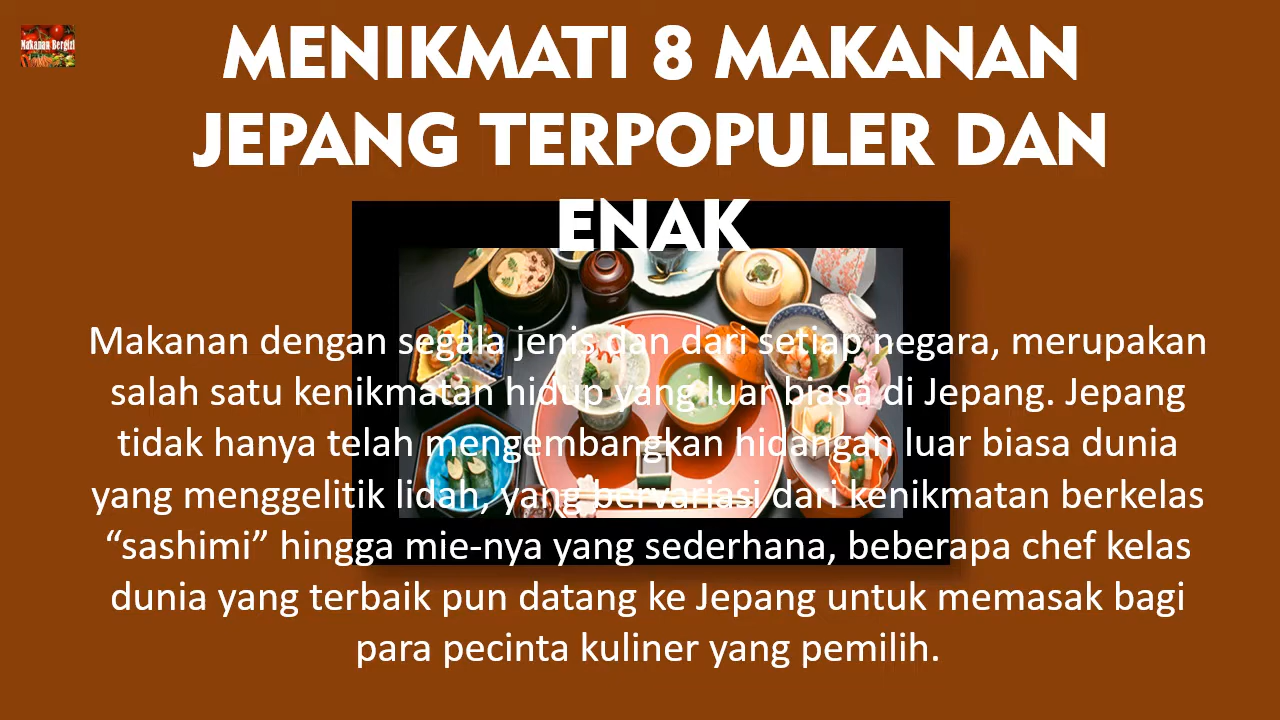 Makanan Bergizi
MENIKMATI 8 MAKANAN
JEPANG TERPOPULER DAN
ENAK
Makanan dengan segala jenis dan dari setiap negara, merupakan
salah satu kenikmatan hidup yang luar biasa di Jepang. Jepang
tidak hanya telah mengembangkan hidangan luar biasa dunia
yang menggelitik lidah, yang bervariasi dari kenikmatan berkelas
“sashimi” hingga mie-nya yang sederhana, beberapa chef kelas
dunia yang terbaik pun datang ke Jepang untuk memasak bagi
para pecinta kuliner yang pemilih.